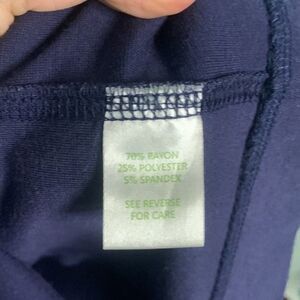 70% RAYON
25% POLYESTER
5% SPANDEX
SEE REVERSE
FOR CARE